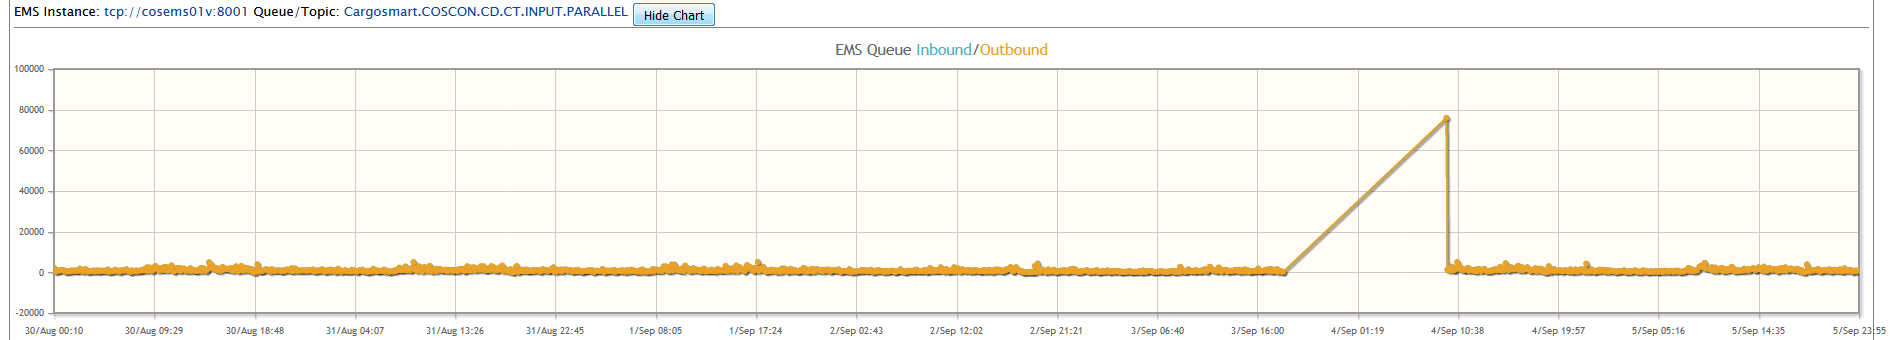 EMS Instance: tcp://cosems01v:8001 Queue/Topic: Cargosmart.COSCON.CD.CT.INPUT.PARALLEL Hide Chart
EMS Queue Inbound/Outbound
100000
80000
60000
40000
20000
0
-20000
30/Aug 00:10 30/Aug 09:29 30/Aug 18:48 31/Aug 04:07 31/Aug 13:26 31/Aug 22:45 1/Sep 08:05 1/Sep 17:24 2/Sep 02:43 2/Sep 12:02 2/Sep 21:21 3/Sep 06:40 3/Sep 16:00 4/Sep 01:19 4/Sep 10:38 4/Sep 19:57 5/Sep 05:16 5/Sep 14:35 5/Sep 23:55